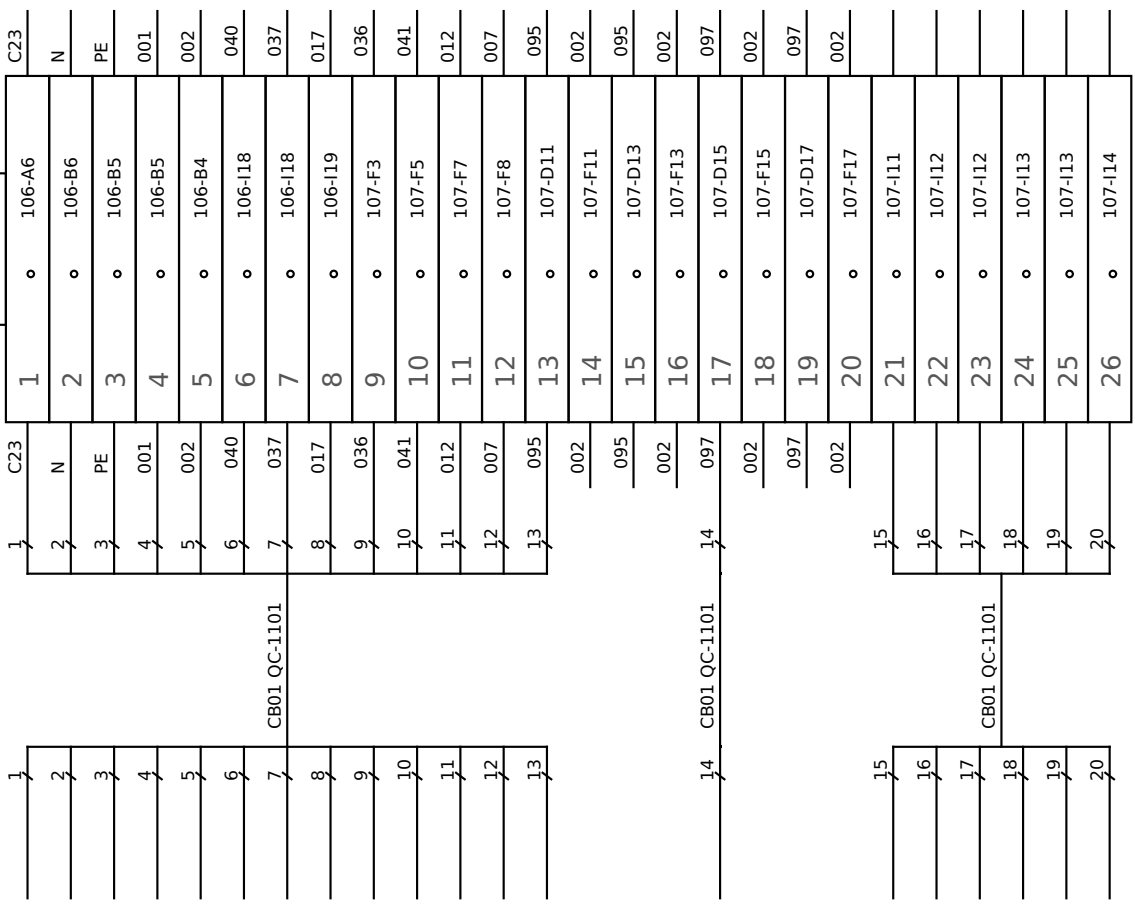 C23 N PE 001 002 040 037 017 036 041 012 007 095 002 095 002 097 002 097 002
106-A6 106-B6 106-B5 106-B5 106-B4 106-I18 106-I18 106-I19 107-F3 107-F5 107-F7 107-F8 107-D11 107-F11 107-D13 107-F13 107-D15 107-F15 107-D17 107-F17 107-I11 107-I12 107-I12 107-I13 107-I13 107-I14
1 2 3 4 5 6 7 8 9 10 11 12 13 14 15 16 17 18 19 20 21 22 23 24 25 26
C23 N PE 001 002 040 037 017 036 041 012 007 095 002 095 002 097 002 097 002
1 2 3 4 5 6 7 8 9 10 11 12 13 14 15 16 17 18 19 20
CB01 QC-1101 CB01 QC-1101 CB01 QC-1101
1 2 3 4 5 6 7 8 9 10 11 12 13 14 15 16 17 18 19 20